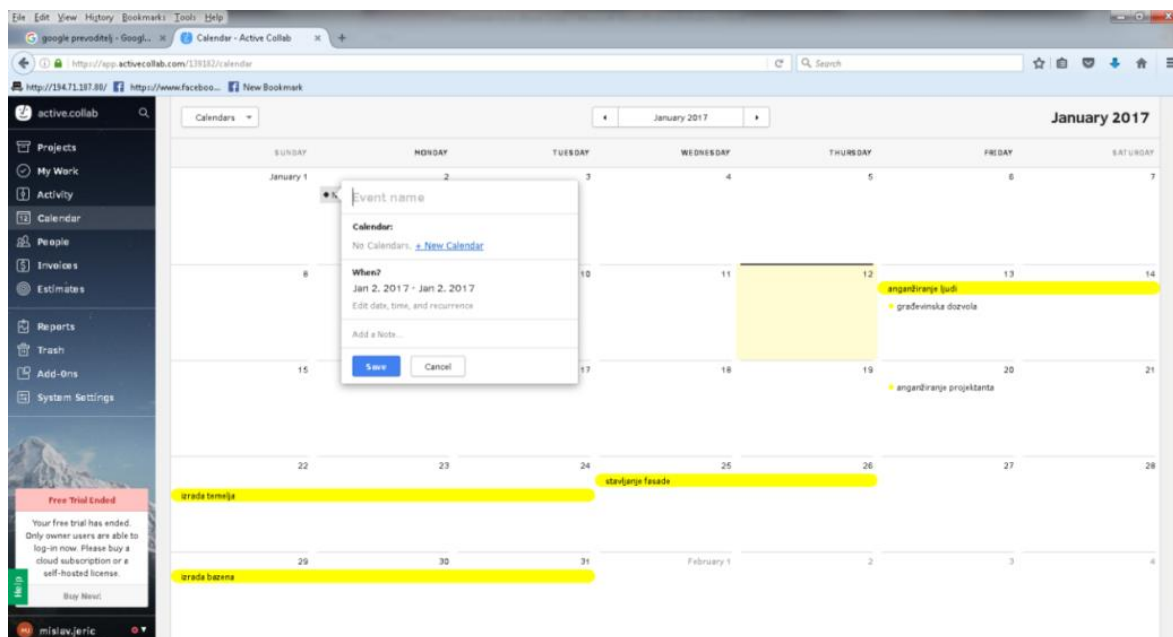 File Edit View History Bookmarks Tools Help
google prevoditelj - Googl... × Calendar - Active Collab × +
https://app.activecollab.com/138182/calendar Search
http://194.71.197.80/ https://www.faceboo... New Bookmark
active.collab
Projects
My Work
Activity
Calendar
People
Invoices
Estimates
Reports
Trash
Add-Ons
System Settings
Free Trial Ended
Your free trial has ended.
Only owner users are able to
log-in now. Please buy a
cloud subscription or a
self-hosted license.
Buy Now!
Help
mislav.jeric
Calendars January 2017 January 2017
SUNDAY MONDAY TUESDAY WEDNESDAY THURSDAY FRIDAY SATURDAY
January 1 2 3 4 5 6 7
Event name
Calendar:
No Calendars. + New Calendar
When?
Jan 2. 2017 - Jan 2. 2017
Edit date, time, and recurrence
Add a Note...
Save Cancel
8 10 11 12 13 14
anganžiranje ljudi
građevinska dozvola
15 17 18 19 20 21
anganžiranje projektanta
22 23 24 25 26 27 28
stavljanje fasade
izrada temelja
29 30 31 February 1 2 3 4
izrada bazena